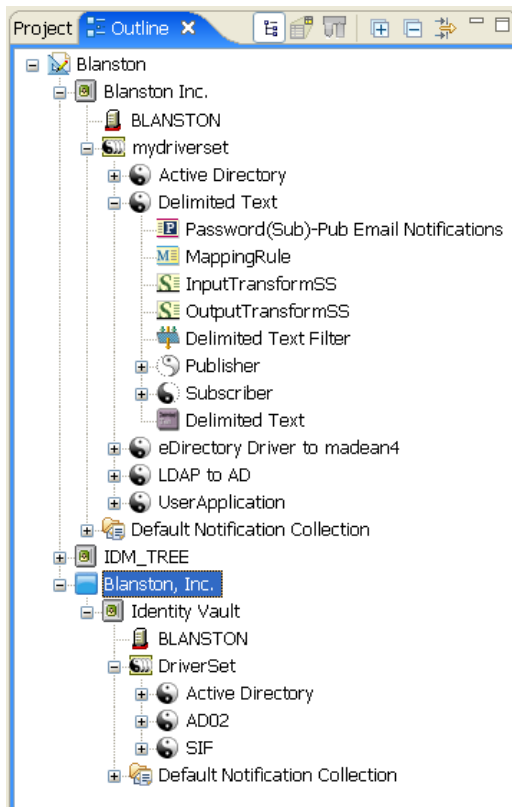 Project Outline
Blanston
Blanston Inc.
BLANSTON
mydriverset
Active Directory
Delimited Text
Password(Sub)-Pub Email Notifications
MappingRule
InputTransformSS
OutputTransformSS
Delimited Text Filter
Publisher
Subscriber
Delimited Text
eDirectory Driver to madean4
LDAP to AD
UserApplication
Default Notification Collection
IDM_TREE
Blanston, Inc.
Identity Vault
BLANSTON
DriverSet
Active Directory
AD02
SIF
Default Notification Collection